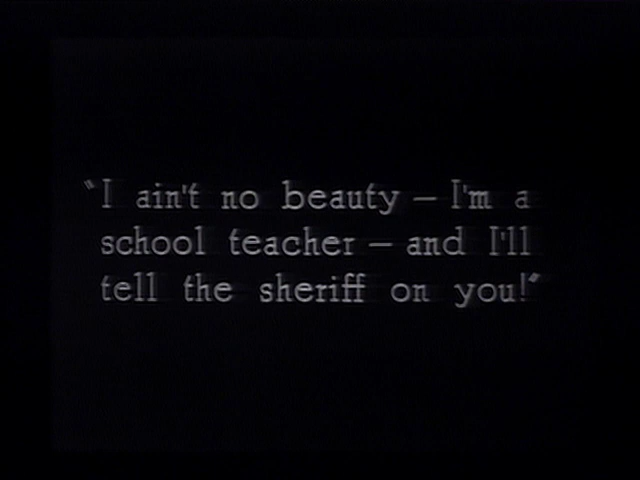 "I ain't no beauty — I'm a
school teacher — and I'll
tell the sheriff on you!"